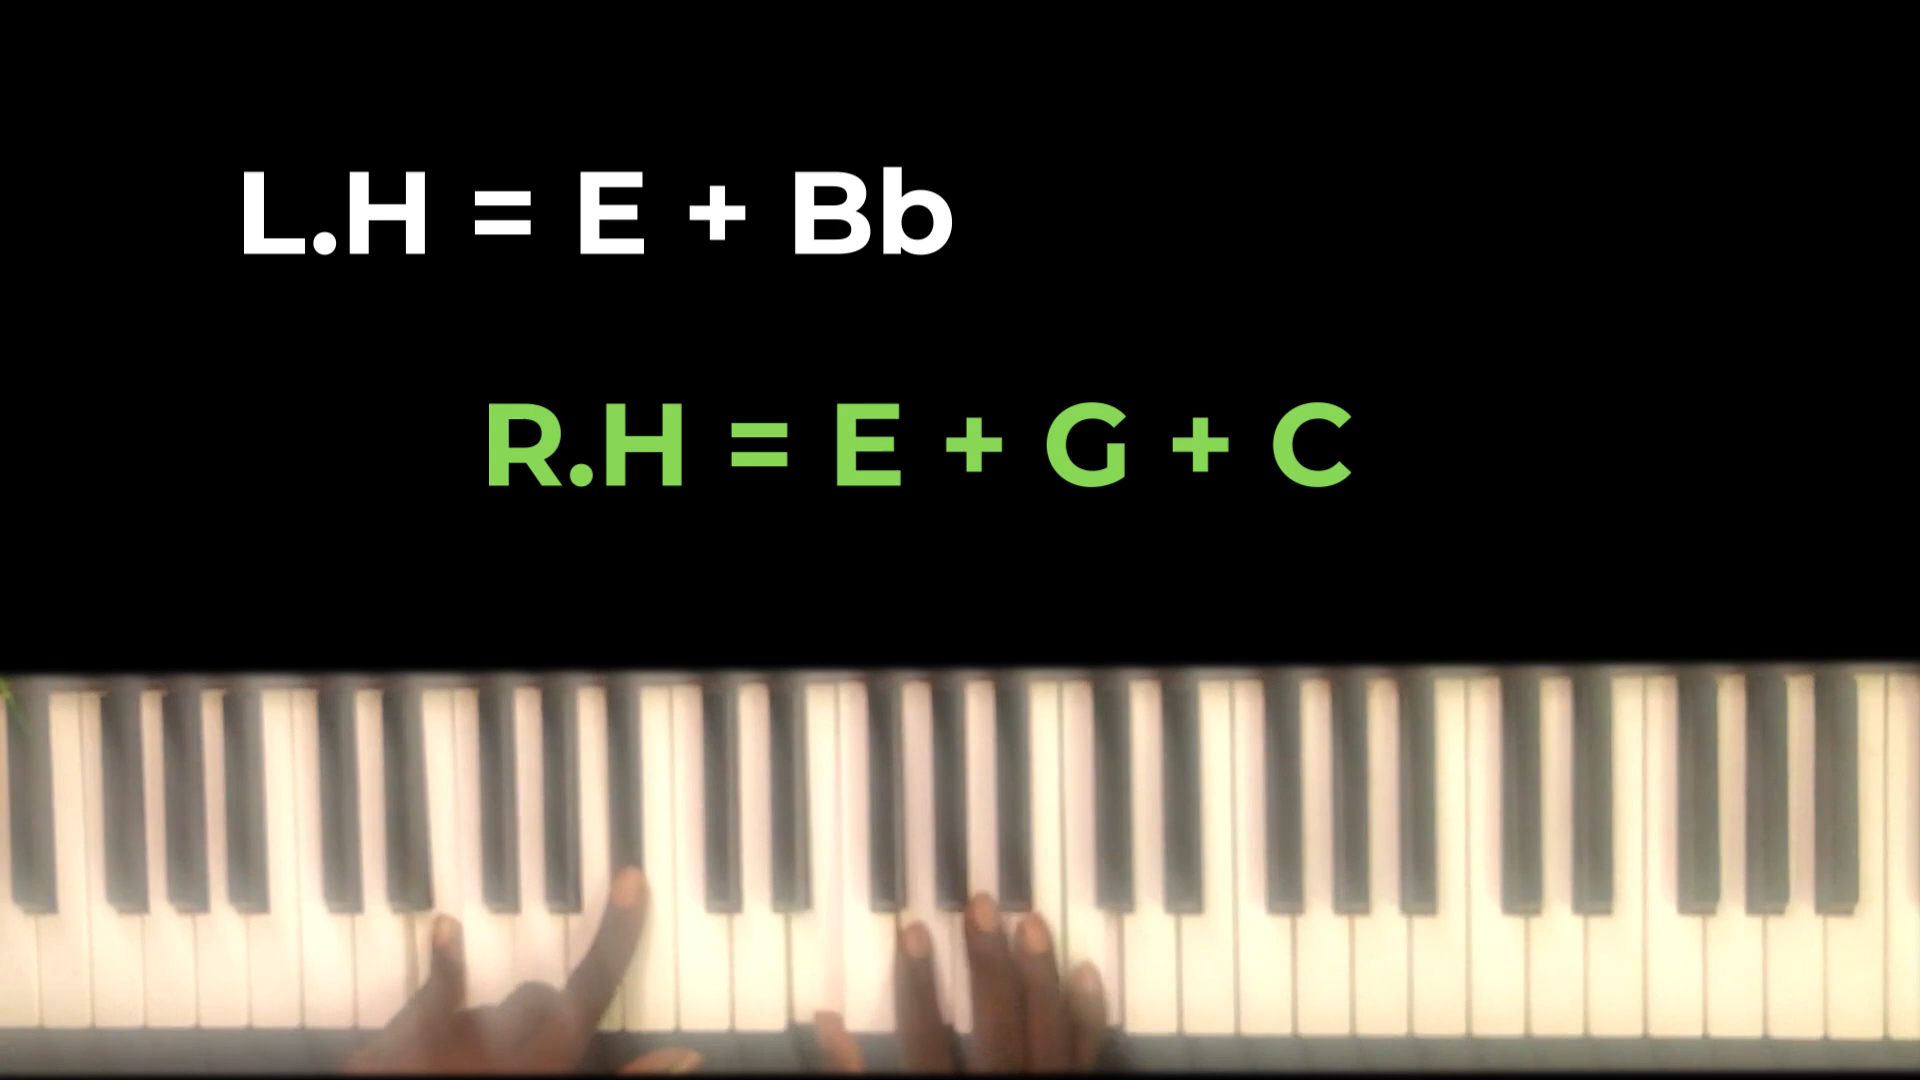 L.H = E + Bb
R.H = E + G + C